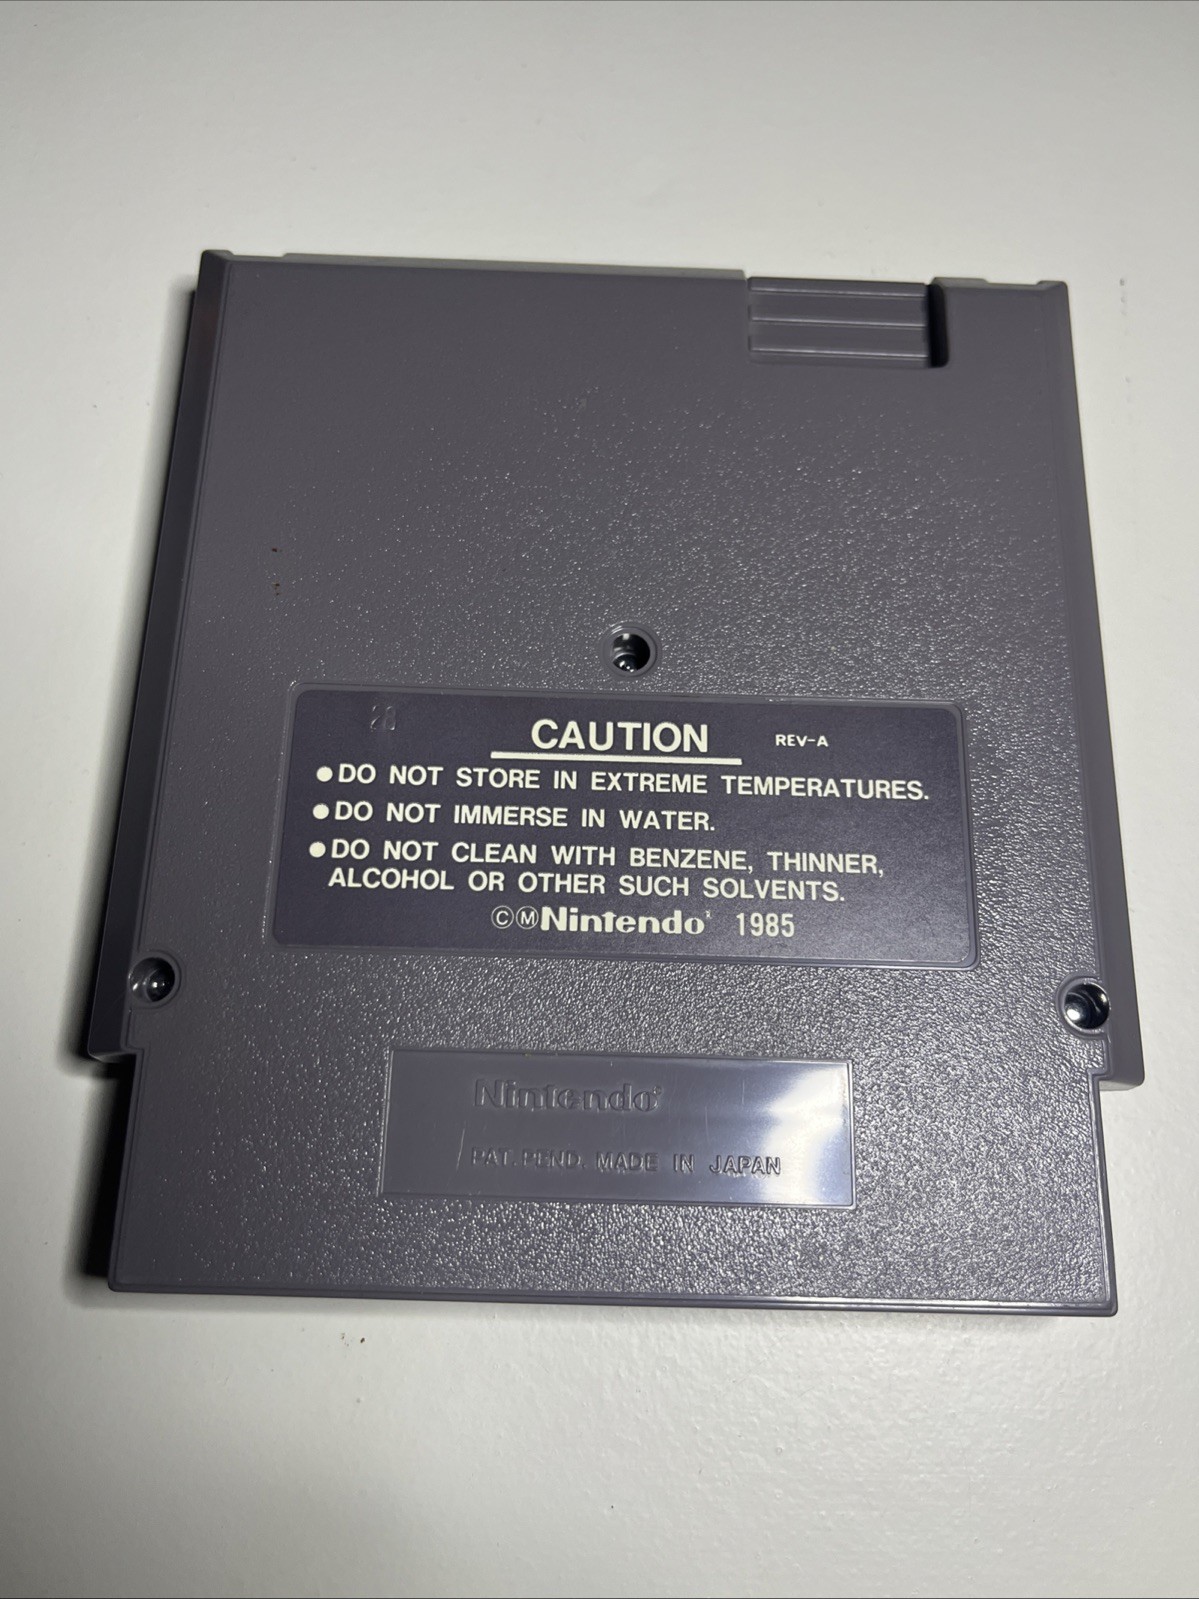 20
CAUTION REV-A
●DO NOT STORE IN EXTREME TEMPERATURES.
●DO NOT IMMERSE IN WATER.
●DO NOT CLEAN WITH BENZENE, THINNER,
ALCOHOL OR OTHER SUCH SOLVENTS.
©ⓂNintendo® 1985
Nintendo®
PAT. PEND. MADE IN JAPAN